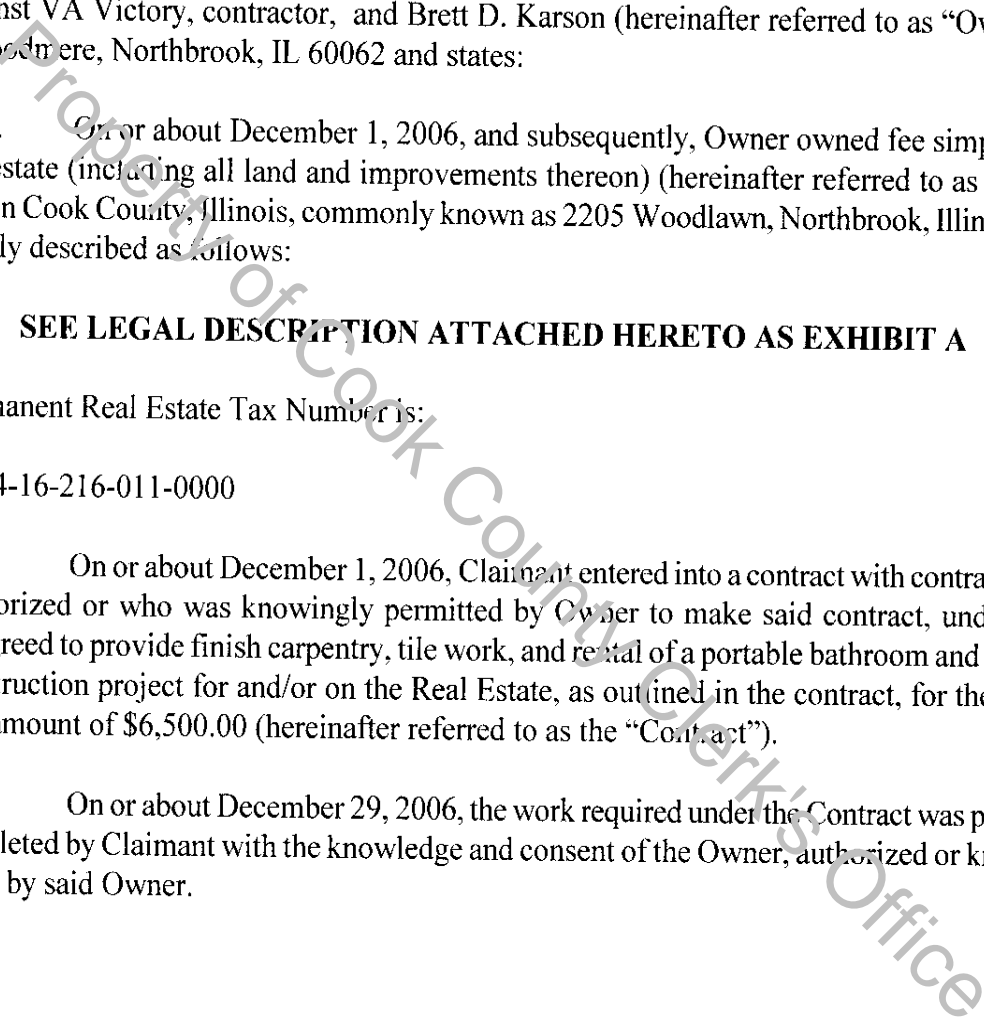 nst VA Victory, contractor, and Brett D. Karson (hereinafter referred to as “Ow
odmere, Northbrook, IL 60062 and states:
. On or about December 1, 2006, and subsequently, Owner owned fee simp
estate (including all land and improvements thereon) (hereinafter referred to as
n Cook County, Illinois, commonly known as 2205 Woodlawn, Northbrook, Illin
ly described as follows:
SEE LEGAL DESCRIPTION ATTACHED HERETO AS EXHIBIT A
nanent Real Estate Tax Number is:
4-16-216-011-0000
On or about December 1, 2006, Claimant entered into a contract with contra
orized or who was knowingly permitted by Owner to make said contract, und
reed to provide finish carpentry, tile work, and rental of a portable bathroom and
ruction project for and/or on the Real Estate, as outlined in the contract, for the
mount of $6,500.00 (hereinafter referred to as the “Contract”).
On or about December 29, 2006, the work required under the Contract was p
leted by Claimant with the knowledge and consent of the Owner, authorized or kn
by said Owner.
Property of Cook County Clerk's Office